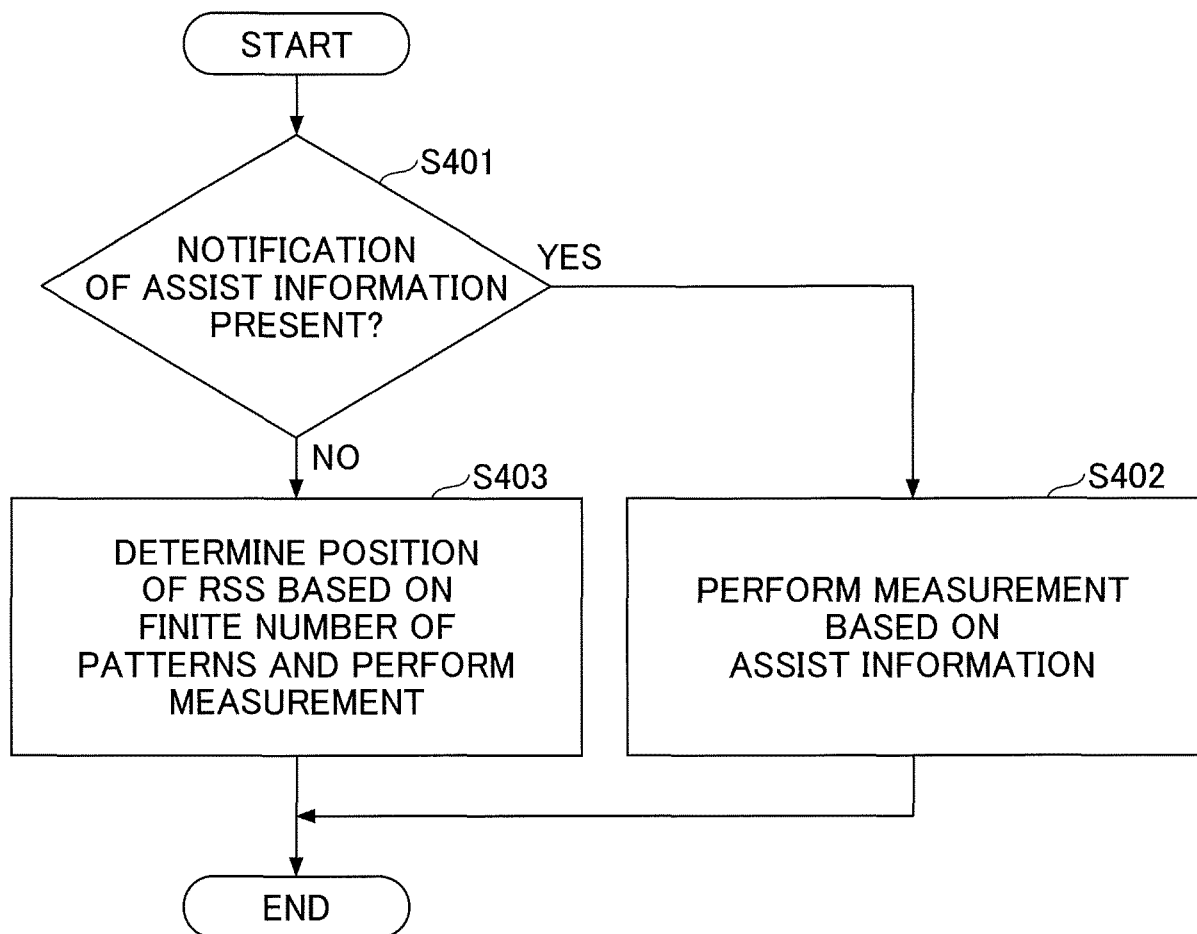 START
S401
NOTIFICATION
OF ASSIST INFORMATION
PRESENT?
YES
NO
S403
DETERMINE POSITION
OF RSS BASED ON
FINITE NUMBER OF
PATTERNS AND PERFORM
MEASUREMENT
S402
PERFORM MEASUREMENT
BASED ON
ASSIST INFORMATION
END